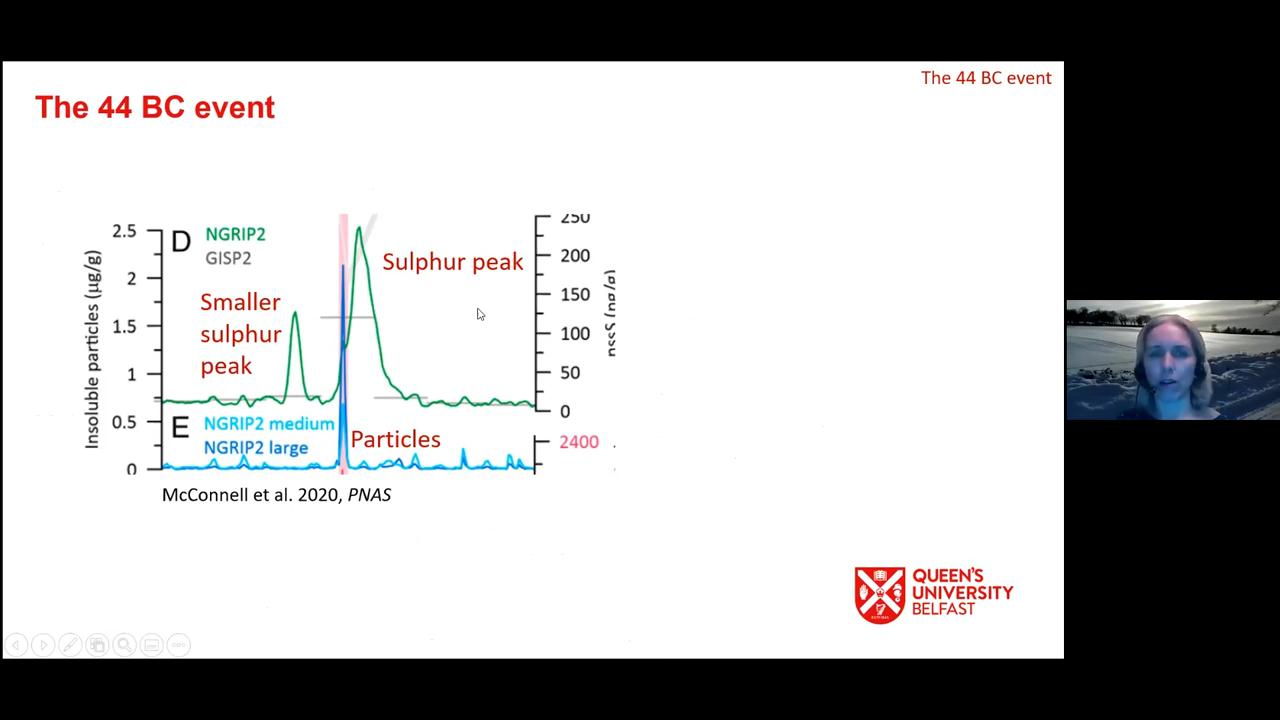 The 44 BC event
The 44 BC event
Insoluble particles (µg/g)
2.5
2
1.5
1
0.5
0
D
NGRIP2
GISP2
Smaller
sulphur
peak
Sulphur peak
250
200
150
100
50
0
2400
E
NGRIP2 medium
NGRIP2 large
Particles
McConnell et al. 2020, PNAS
QUEEN'S
UNIVERSITY
BELFAST